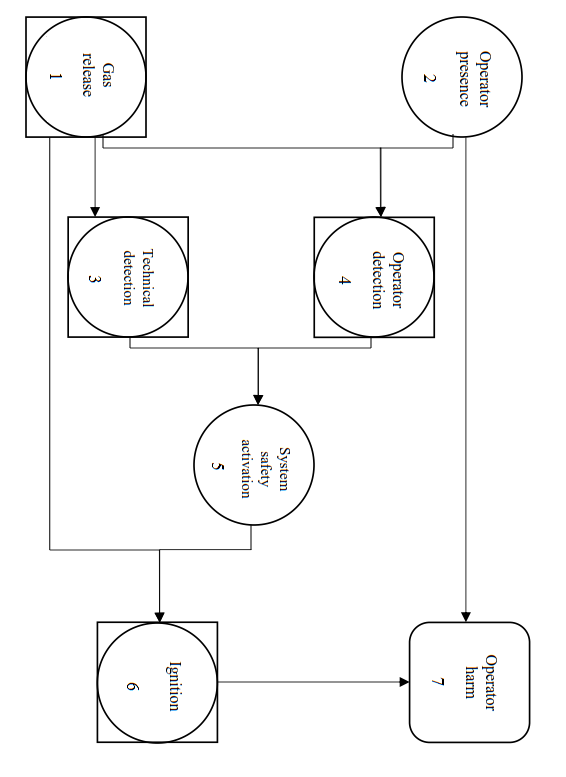 Gas
release
1
Operator
presence
2
Technical
detection
3
Operator
detection
4
System
safety
activation
5
Ignition
6
Operator
harm
7